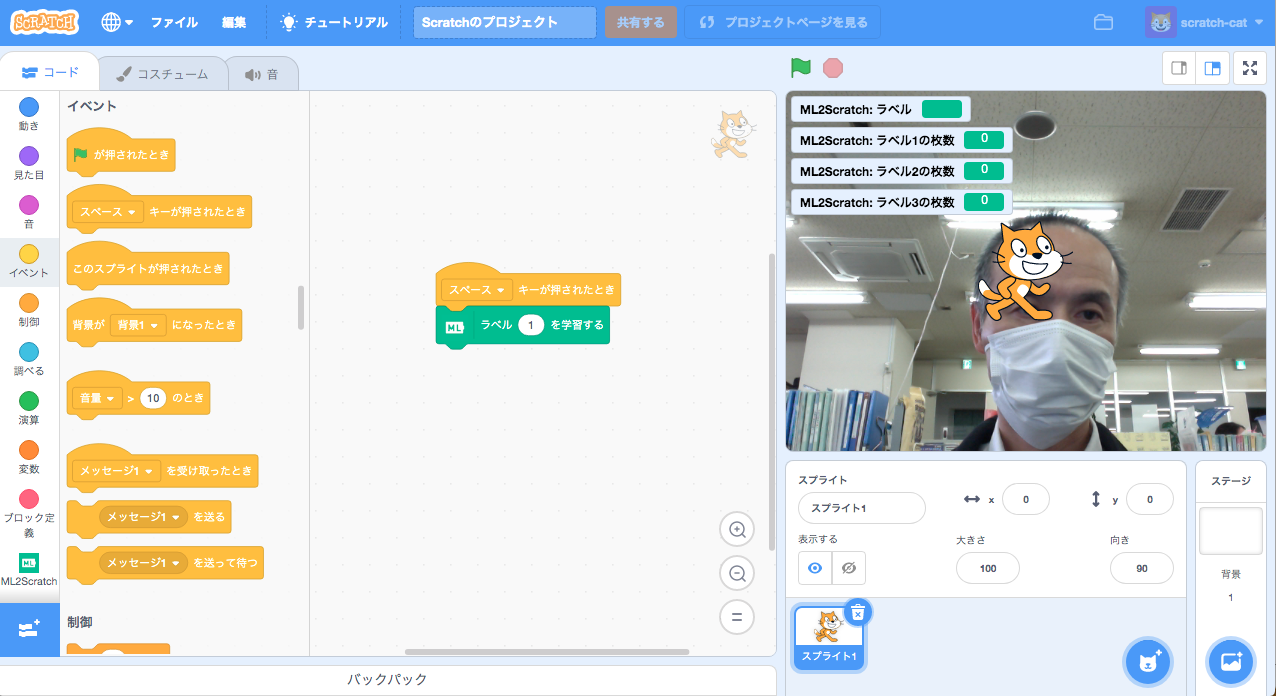 SCRATCH
ファイル
編集
チュートリアル
Scratchのプロジェクト
共有する
プロジェクトページを見る
scratch-cat
コード
コスチューム
音
動き
見た目
音
イベント
制御
調べる
演算
変数
ブロック定
義
ML
ML2Scratch
イベント
が押されたとき
スペース キーが押されたとき
このスプライトが押されたとき
背景が 背景1 になったとき
音量 > 10 のとき
メッセージ1 を受け取ったとき
メッセージ1 を送る
メッセージ1 を送って待つ
制御
スペース キーが押されたとき
ML ラベル 1 を学習する
バックパック
ML2Scratch: ラベル
ML2Scratch: ラベル1の枚数 0
ML2Scratch: ラベル2の枚数 0
ML2Scratch: ラベル3の枚数 0
スプライト
スプライト1
x 0
y 0
表示する
大きさ
100
向き
90
スプライト1
ステージ
背景
1